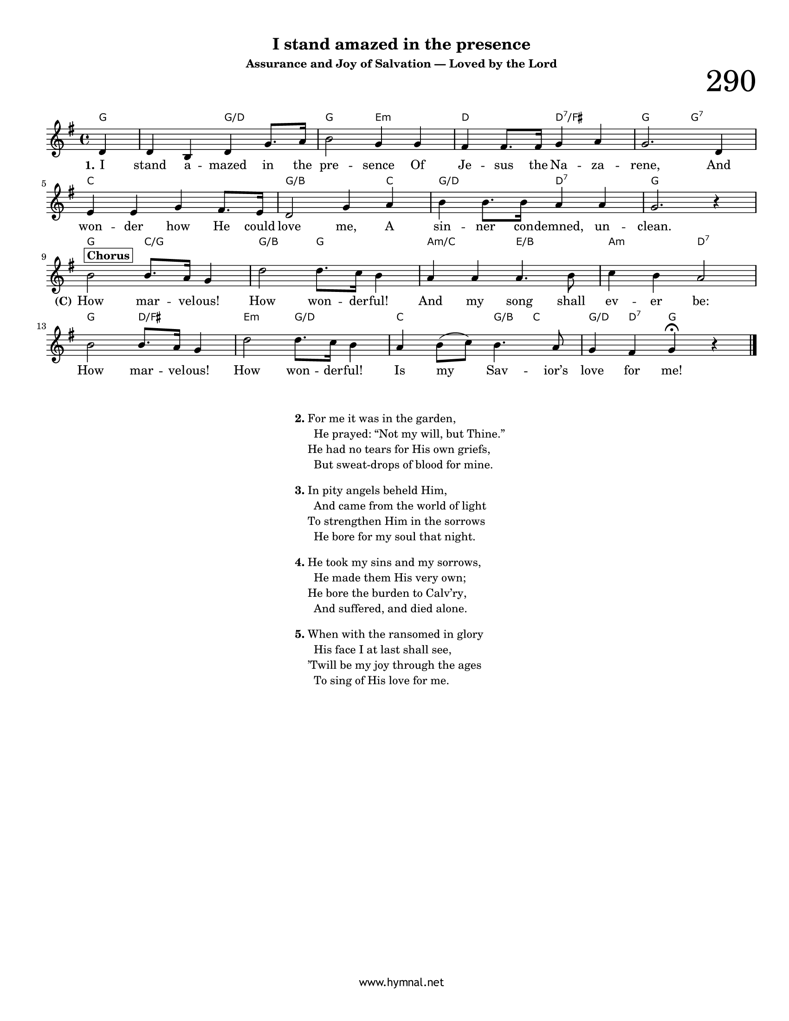 I stand amazed in the presence
Assurance and Joy of Salvation — Loved by the Lord
290
G G/D G Em D D7/F♯ G G7
1. I stand a - mazed in the pre - sence Of Je - sus the Na - za - rene, And
5
C G/B C G/D D7 G
won - der how He could love me, A sin - ner condemned, un - clean.
G C/G G/B G Am/C E/B Am D7
9
Chorus
(C) How mar - velous! How won - derful! And my song shall ev - er be:
13
G D/F♯ Em G/D C G/B C G/D D7 G
How mar - velous! How won - derful! Is my Sav - ior's love for me!
2. For me it was in the garden,
He prayed: “Not my will, but Thine.”
He had no tears for His own griefs,
But sweat-drops of blood for mine.
3. In pity angels beheld Him,
And came from the world of light
To strengthen Him in the sorrows
He bore for my soul that night.
4. He took my sins and my sorrows,
He made them His very own;
He bore the burden to Calv’ry,
And suffered, and died alone.
5. When with the ransomed in glory
His face I at last shall see,
’Twill be my joy through the ages
To sing of His love for me.
www.hymnal.net